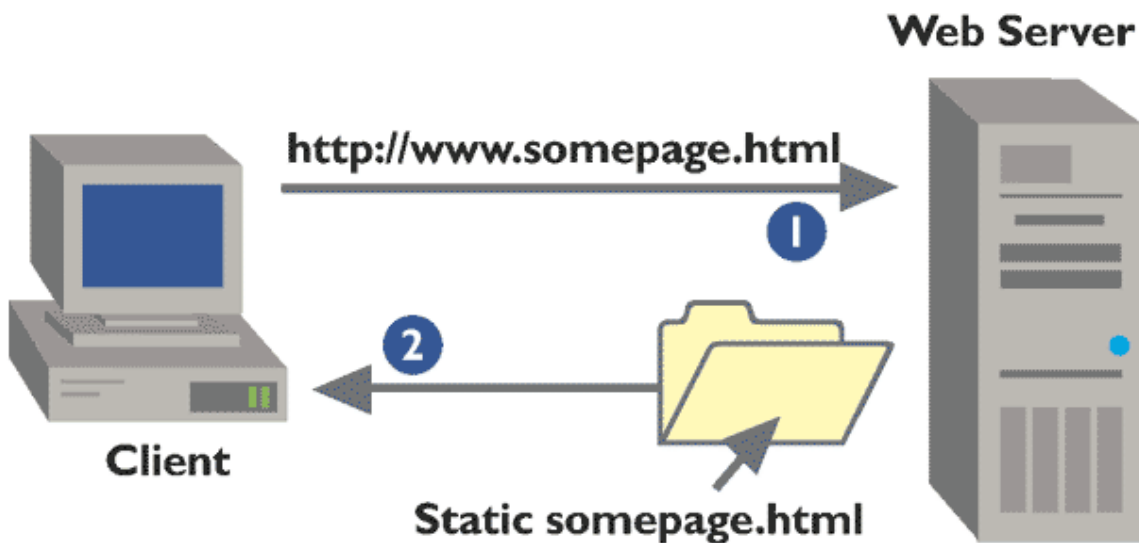 Web Server
http://www.somepage.html
1
2
Client
Static somepage.html